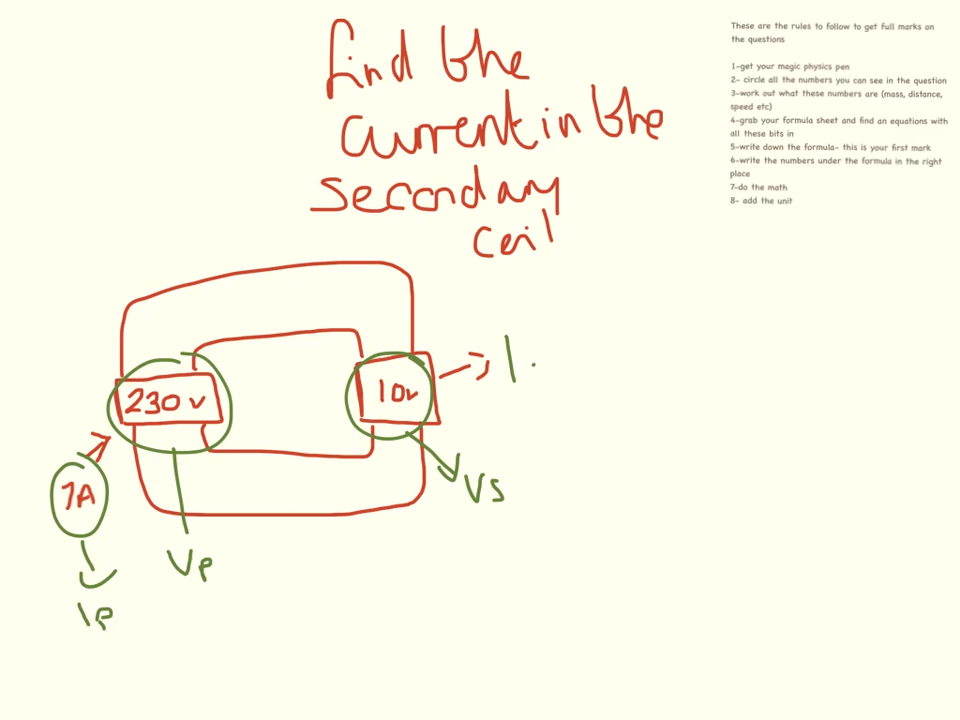 find the
current in the
secondary
coil
These are the rules to follow to get full marks on
the questions
1-get your magic physics pen
2- circle all the numbers you can see in the question
3-work out what these numbers are (mass, distance,
speed etc)
4-grab your formula sheet and find an equations with
all these bits in
5-write down the formula- this is your first mark
6-write the numbers under the formula in the right
place
7-do the math
8- add the unit
230 v
10v
I.
7A
Vs
Vp
Ip